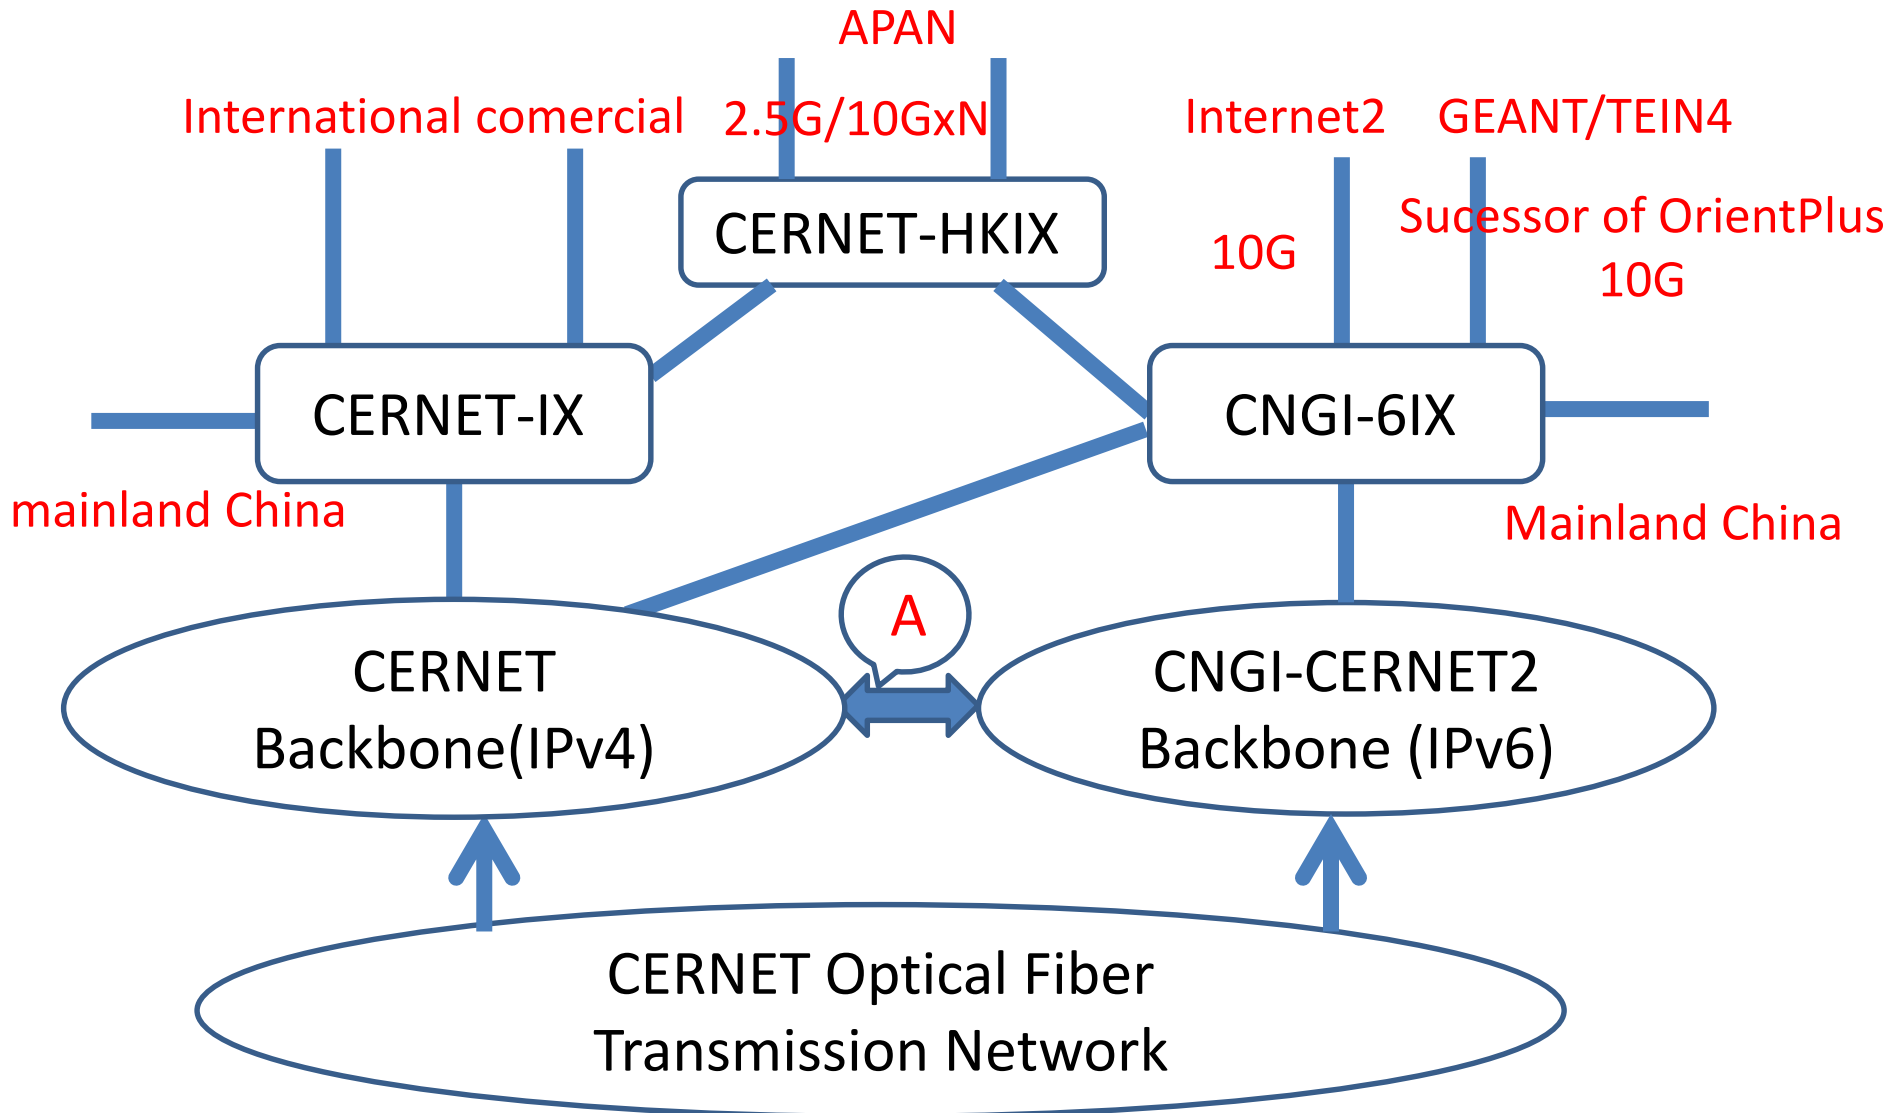 APAN
International comercial
2.5G/10GxN
Internet2
GEANT/TEIN4
CERNET-HKIX
10G
Sucessor of OrientPlus
10G
CERNET-IX
CNGI-6IX
mainland China
Mainland China
A
CERNET
Backbone(IPv4)
CNGI-CERNET2
Backbone (IPv6)
CERNET Optical Fiber
Transmission Network